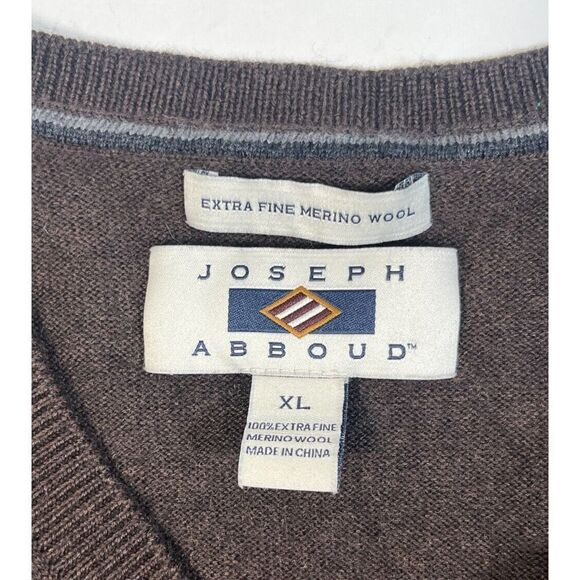 EXTRA FINE MERINO WOOL
JOSEPH
ABBOUD™
XL
100% EXTRA FINE
MERINO WOOL
MADE IN CHINA